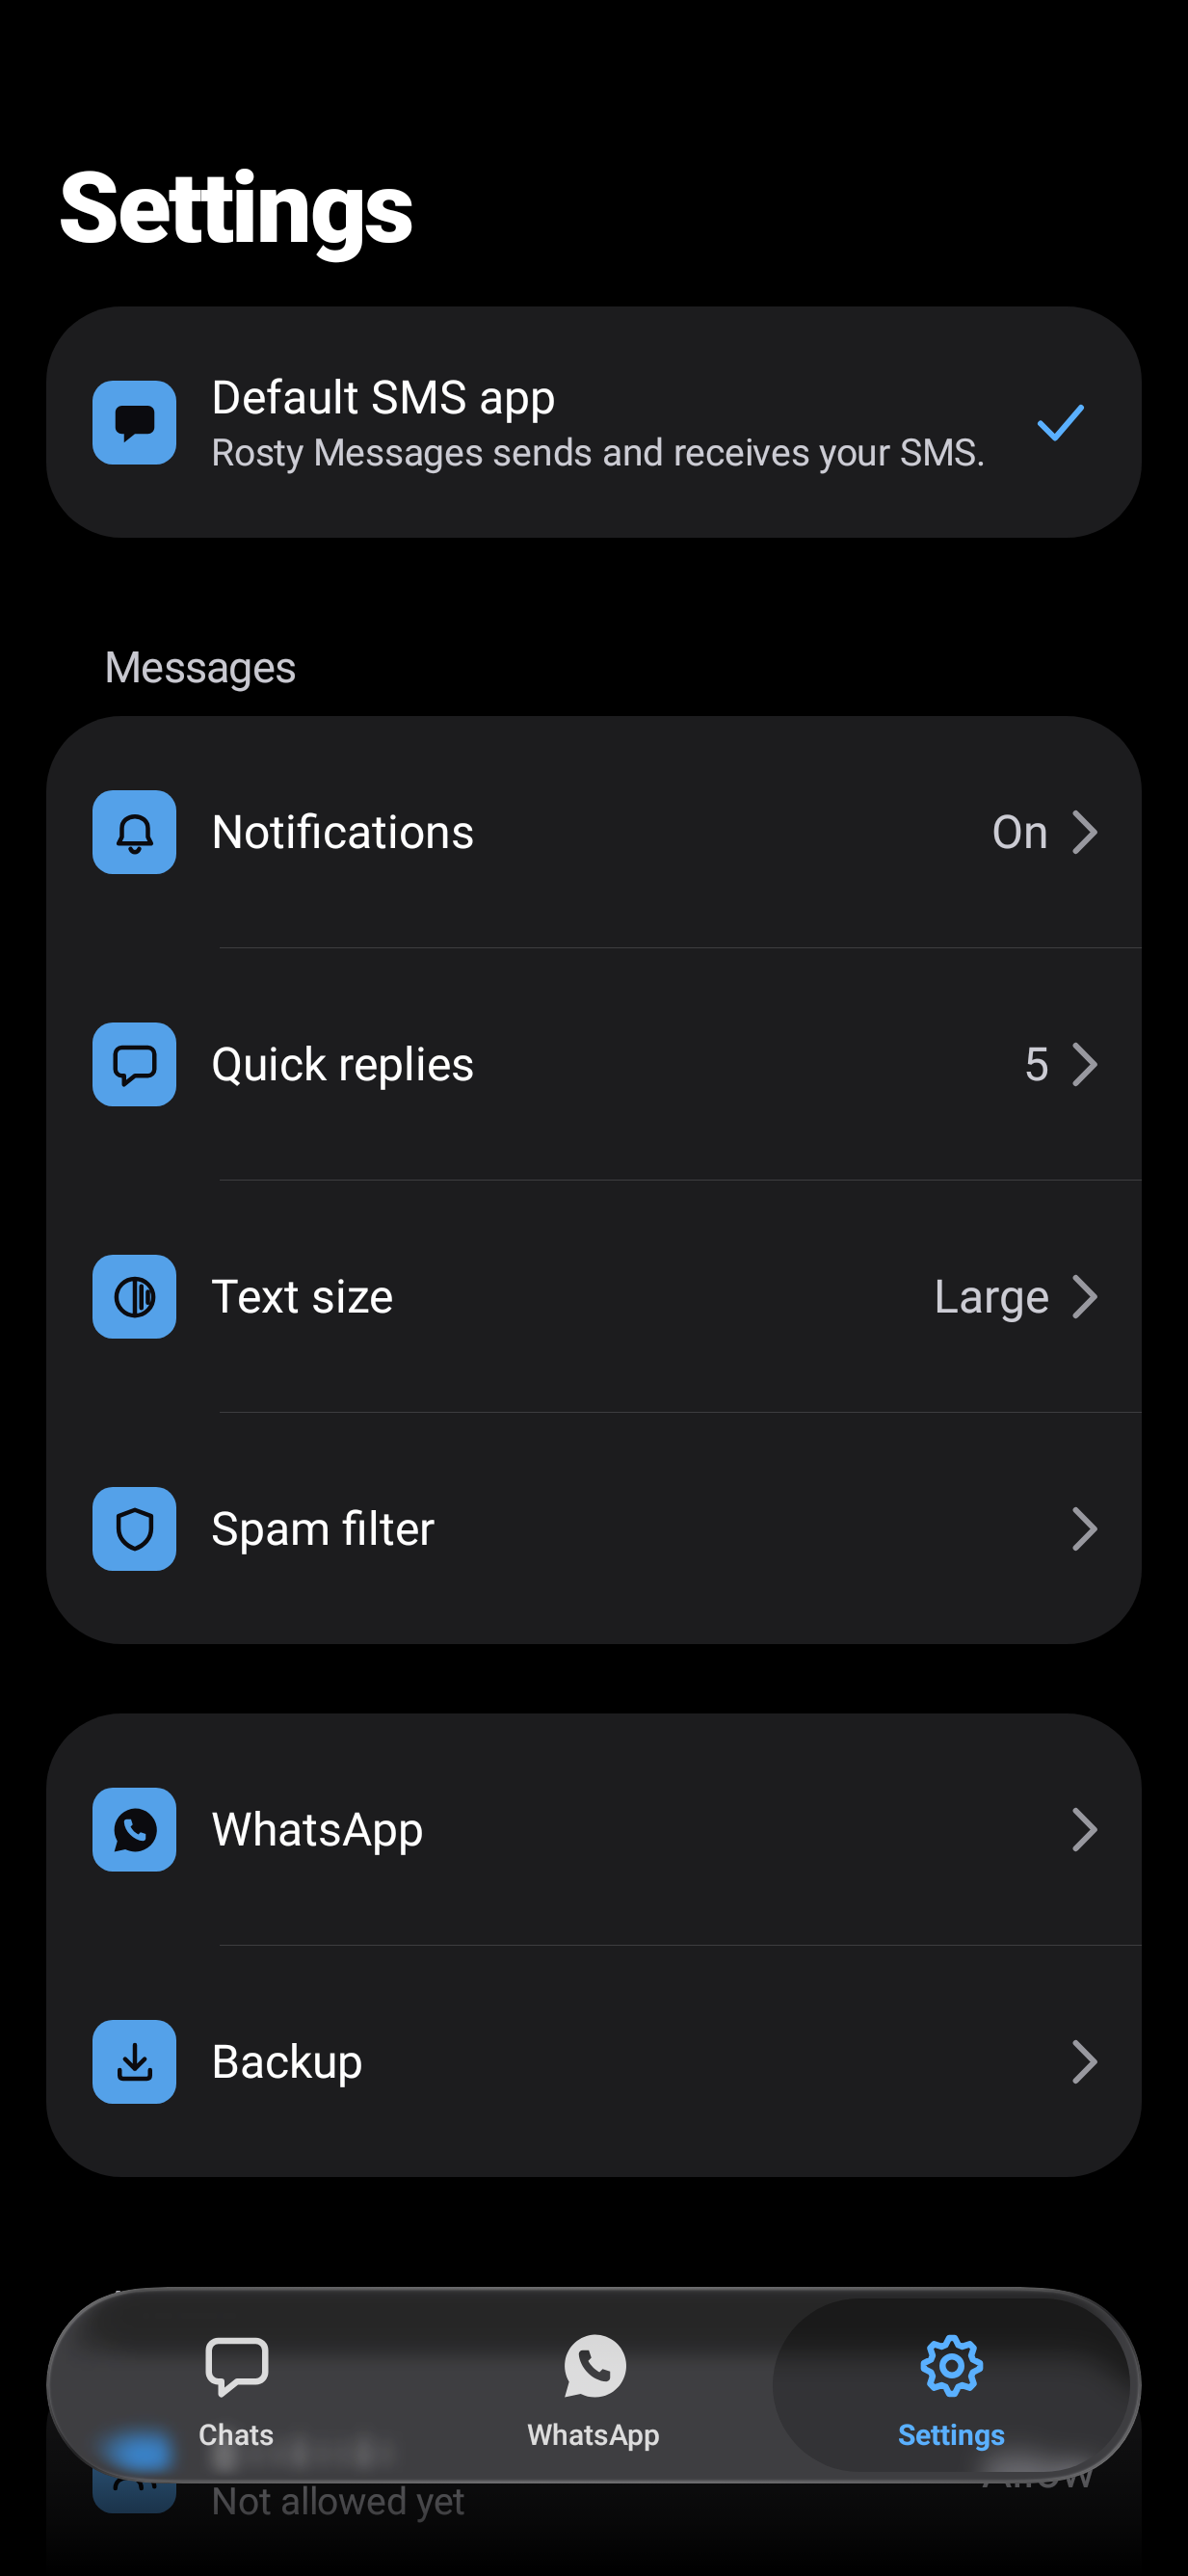 Settings
Default SMS app
Rosty Messages sends and receives your SMS.
Messages
Notifications
On
Quick replies
5
Text size
Large
Spam filter
WhatsApp
Backup
Chats
WhatsApp
Settings
Not allowed yet
Allow